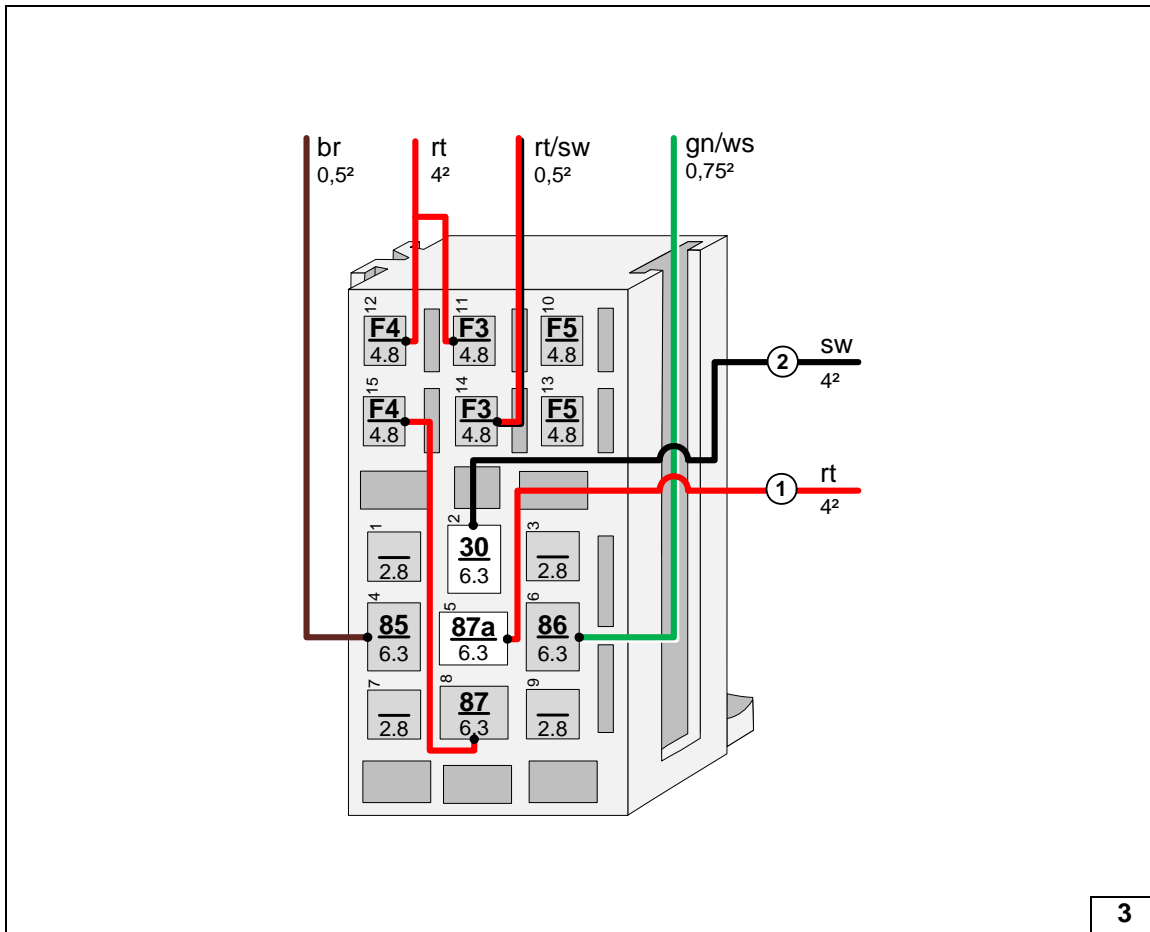 br rt rt/sw gn/ws
0,5² 4² 0,5² 0,75²
12 11 10
F4 F3 F5
4.8 4.8 4.8
2 sw
4²
15 14 13
F4 F3 F5
4.8 4.8 4.8
1 rt
4²
1 2 3
30
2.8 6.3 2.8
4 5 6
85 87a 86
6.3 6.3 6.3
7 8 9
87
2.8 6.3 2.8
3